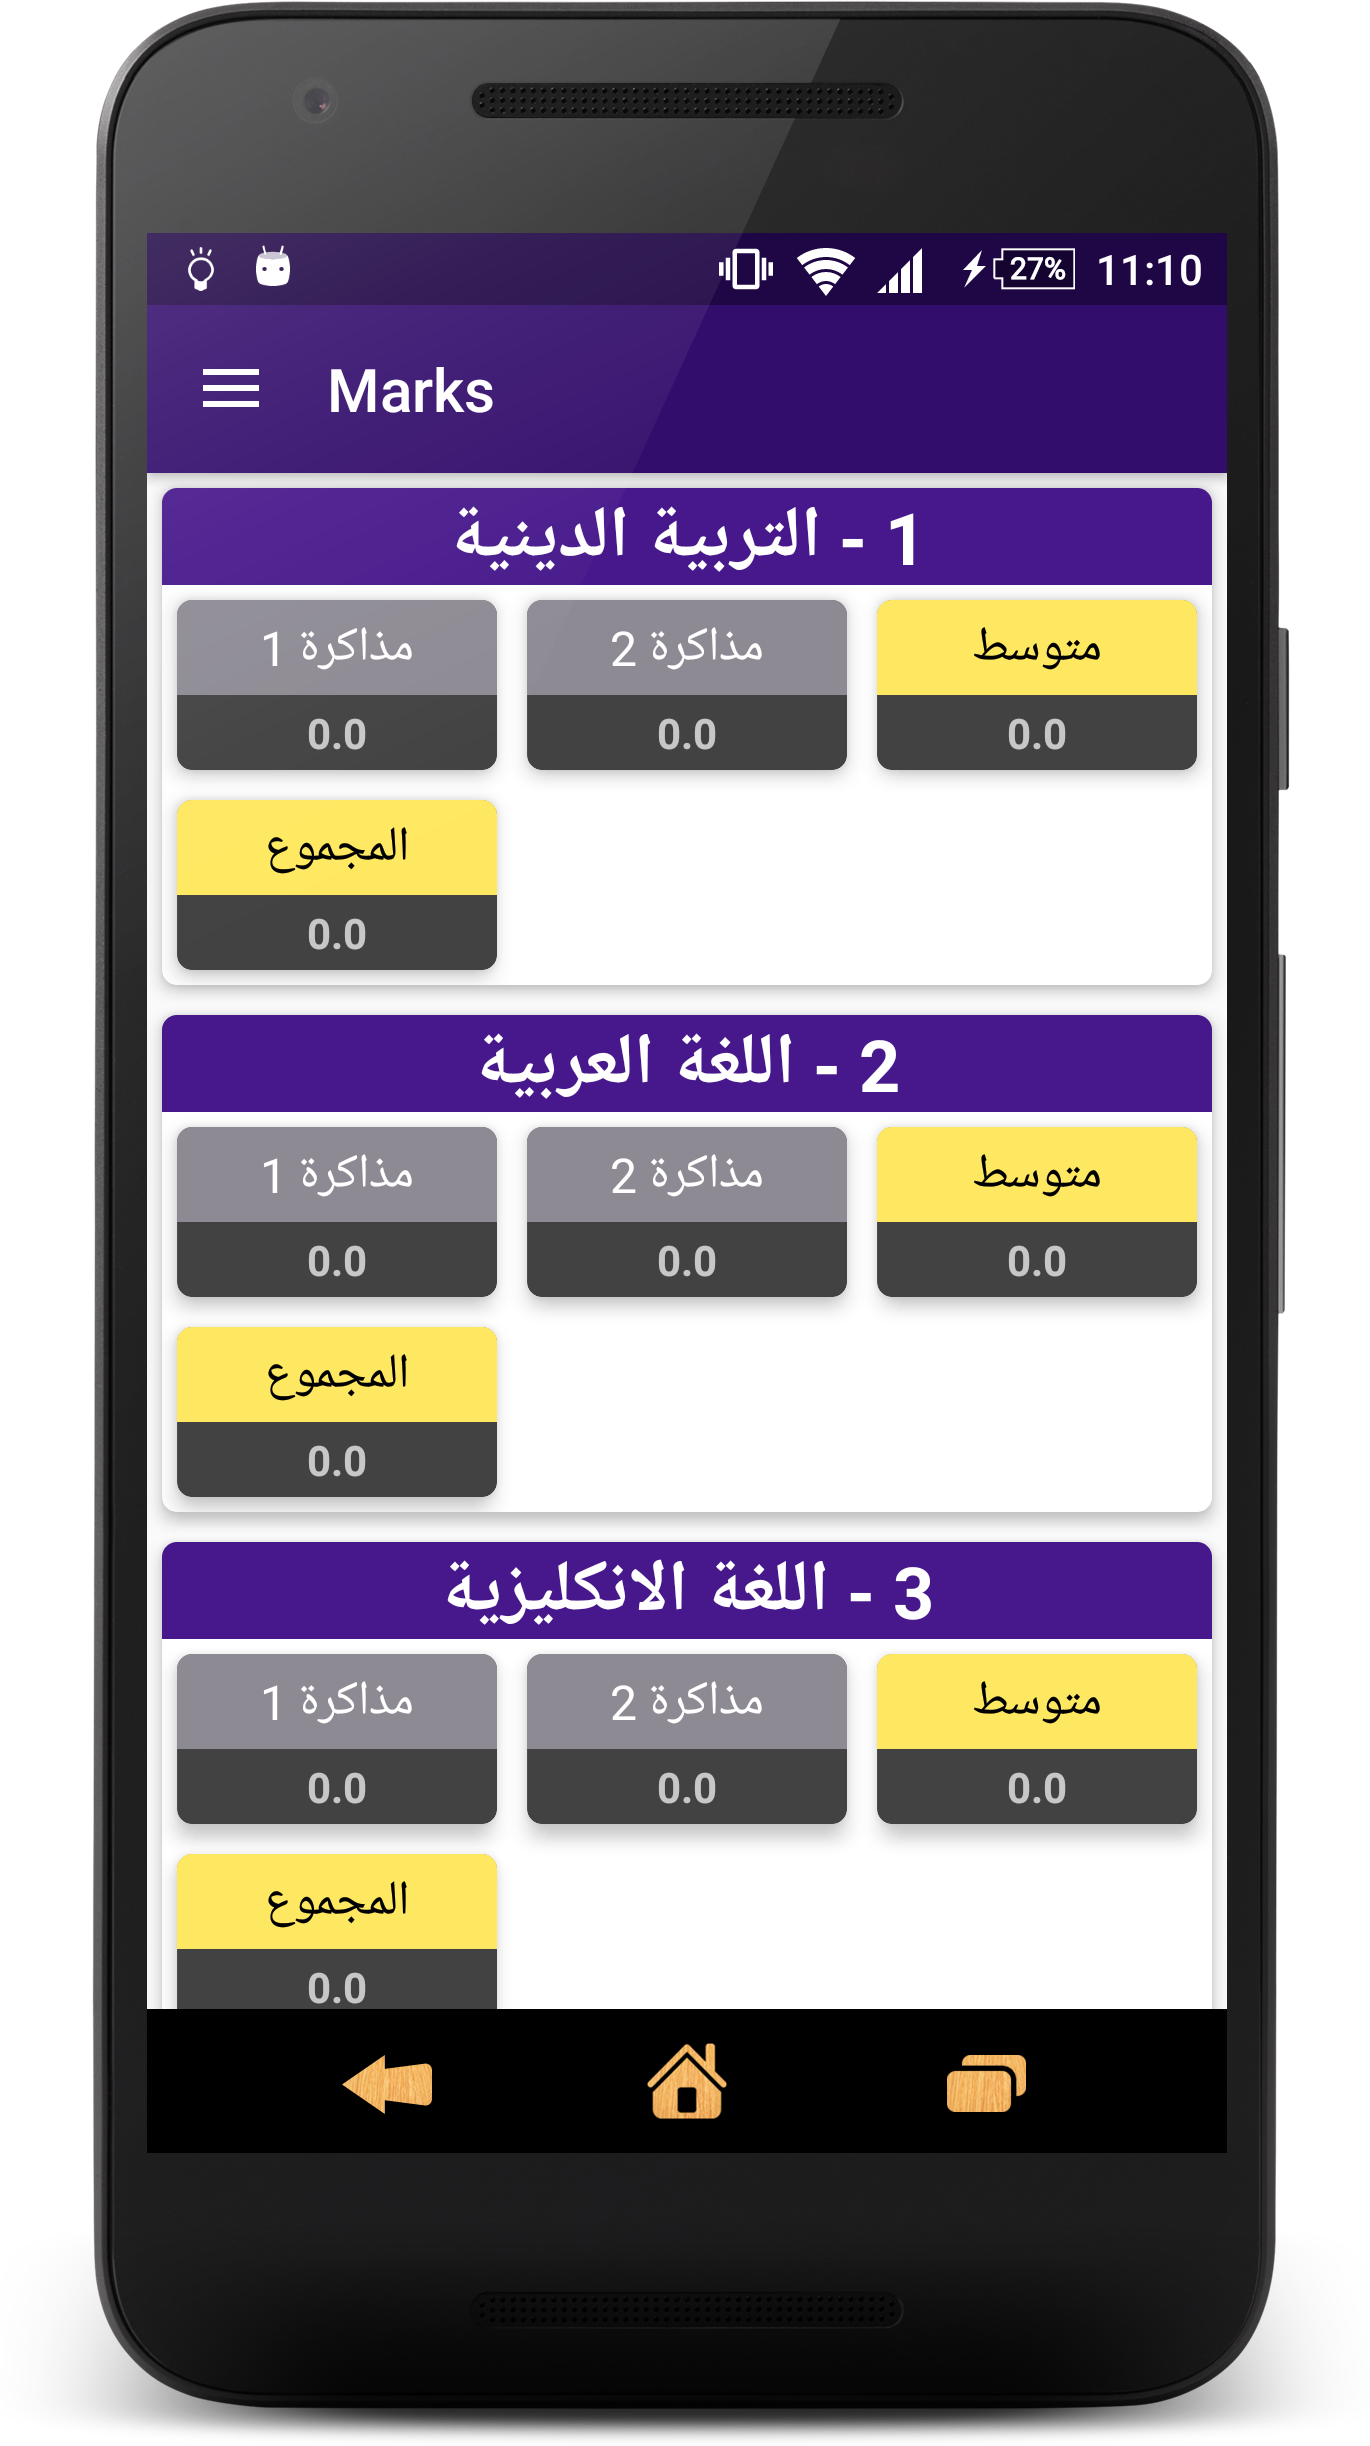 27% 11:10
Marks
1 - التربية الدينية
مذاكرة 1 مذاكرة 2 متوسط
0.0 0.0 0.0
المجموع
0.0
2 - اللغة العربية
مذاكرة 1 مذاكرة 2 متوسط
0.0 0.0 0.0
المجموع
0.0
3 - اللغة الانكليزية
مذاكرة 1 مذاكرة 2 متوسط
0.0 0.0 0.0
المجموع
0.0